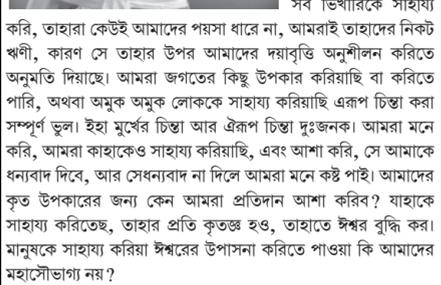 সব ভিখারিকে সাহায্য
করি, তাহারা কেউই আমাদের পয়সা ধারে না, আমরাই তাহাদের নিকট
ঋণী, কারণ সে তাহার উপর আমাদের দয়াবৃত্তি অনুশীলন করিতে
অনুমতি দিয়াছে। আমরা জগতের কিছু উপকার করিয়াছি বা করিতে
পারি, অথবা অমুক অমুক লোককে সাহায্য করিয়াছি এরূপ চিন্তা করা
সম্পূর্ণ ভুল। ইহা মুর্খের চিন্তা আর ঐরূপ চিন্তা দুঃজনক। আমরা মনে
করি, আমরা কাহাকেও সাহায্য করিয়াছি, এবং আশা করি, সে আমাকে
ধন্যবাদ দিবে, আর সেধন্যবাদ না দিলে আমরা মনে কষ্ট পাই। আমাদের
কৃত উপকারের জন্য কেন আমরা প্রতিদান আশা করিব? যাহাকে
সাহায্য করিতেছ, তাহার প্রতি কৃতজ্ঞ হও, তাহাতে ঈশ্বর বুদ্ধি কর।
মানুষকে সাহায্য করিয়া ঈশ্বরের উপাসনা করিতে পাওয়া কি আমাদের
মহাসৌভাগ্য নয়?